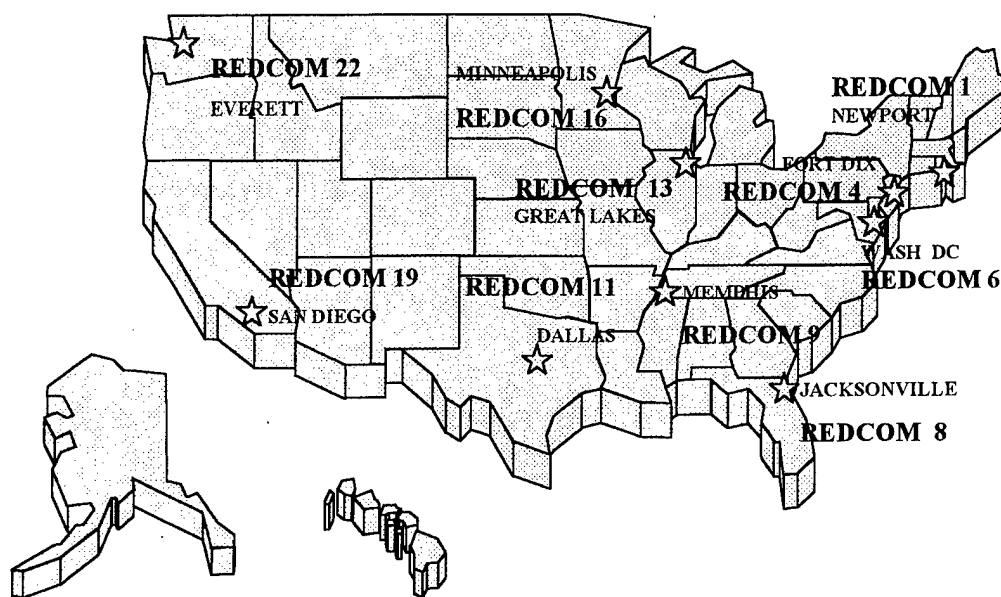 REDCOM 22
EVERETT
MINNEAPOLIS
REDCOM 16
REDCOM 1
NEWPORT
FORT DIX
REDCOM 4
REDCOM 13
GREAT LAKES
WASH DC
REDCOM 6
REDCOM 19
SAN DIEGO
REDCOM 11
DALLAS
MEMPHIS
REDCOM 9
JACKSONVILLE
REDCOM 8